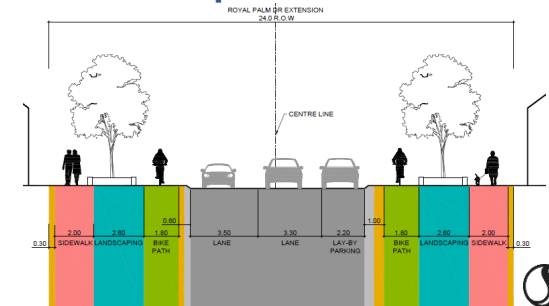 ROYAL PALM DR EXTENSION
24.0 R.O.W
CENTRE LINE
0.60 1.00
2.00 2.60 1.80 3.50 3.30 2.20 1.80 2.60 2.00
0.30 SIDEWALK LANDSCAPING BIKE PATH LANE LANE LAY-BY PARKING BIKE PATH LANDSCAPING SIDEWALK 0.30